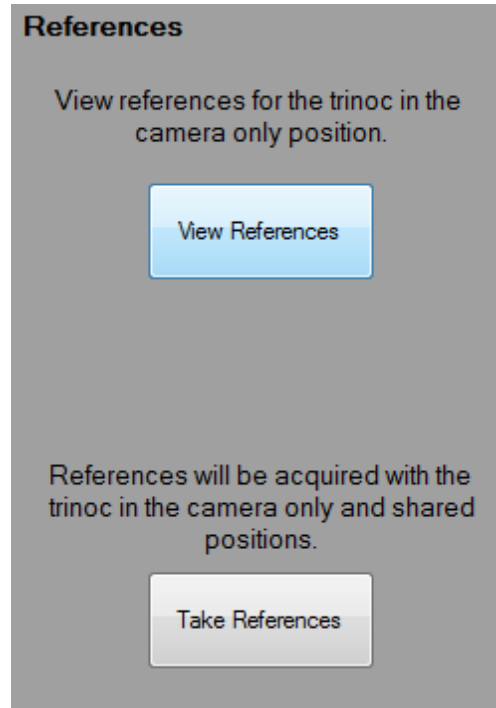 References
View references for the trinoc in the
camera only position.
View References
References will be acquired with the
trinoc in the camera only and shared
positions.
Take References